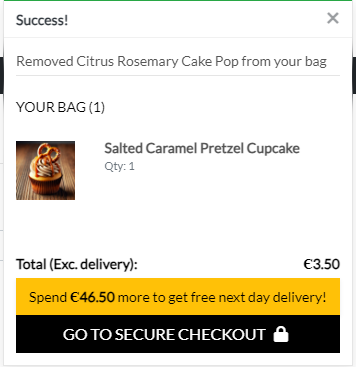 Success!
Removed Citrus Rosemary Cake Pop from your bag
YOUR BAG (1)
Salted Caramel Pretzel Cupcake
Qty: 1
Total (Exc. delivery): €3.50
Spend €46.50 more to get free next day delivery!
GO TO SECURE CHECKOUT